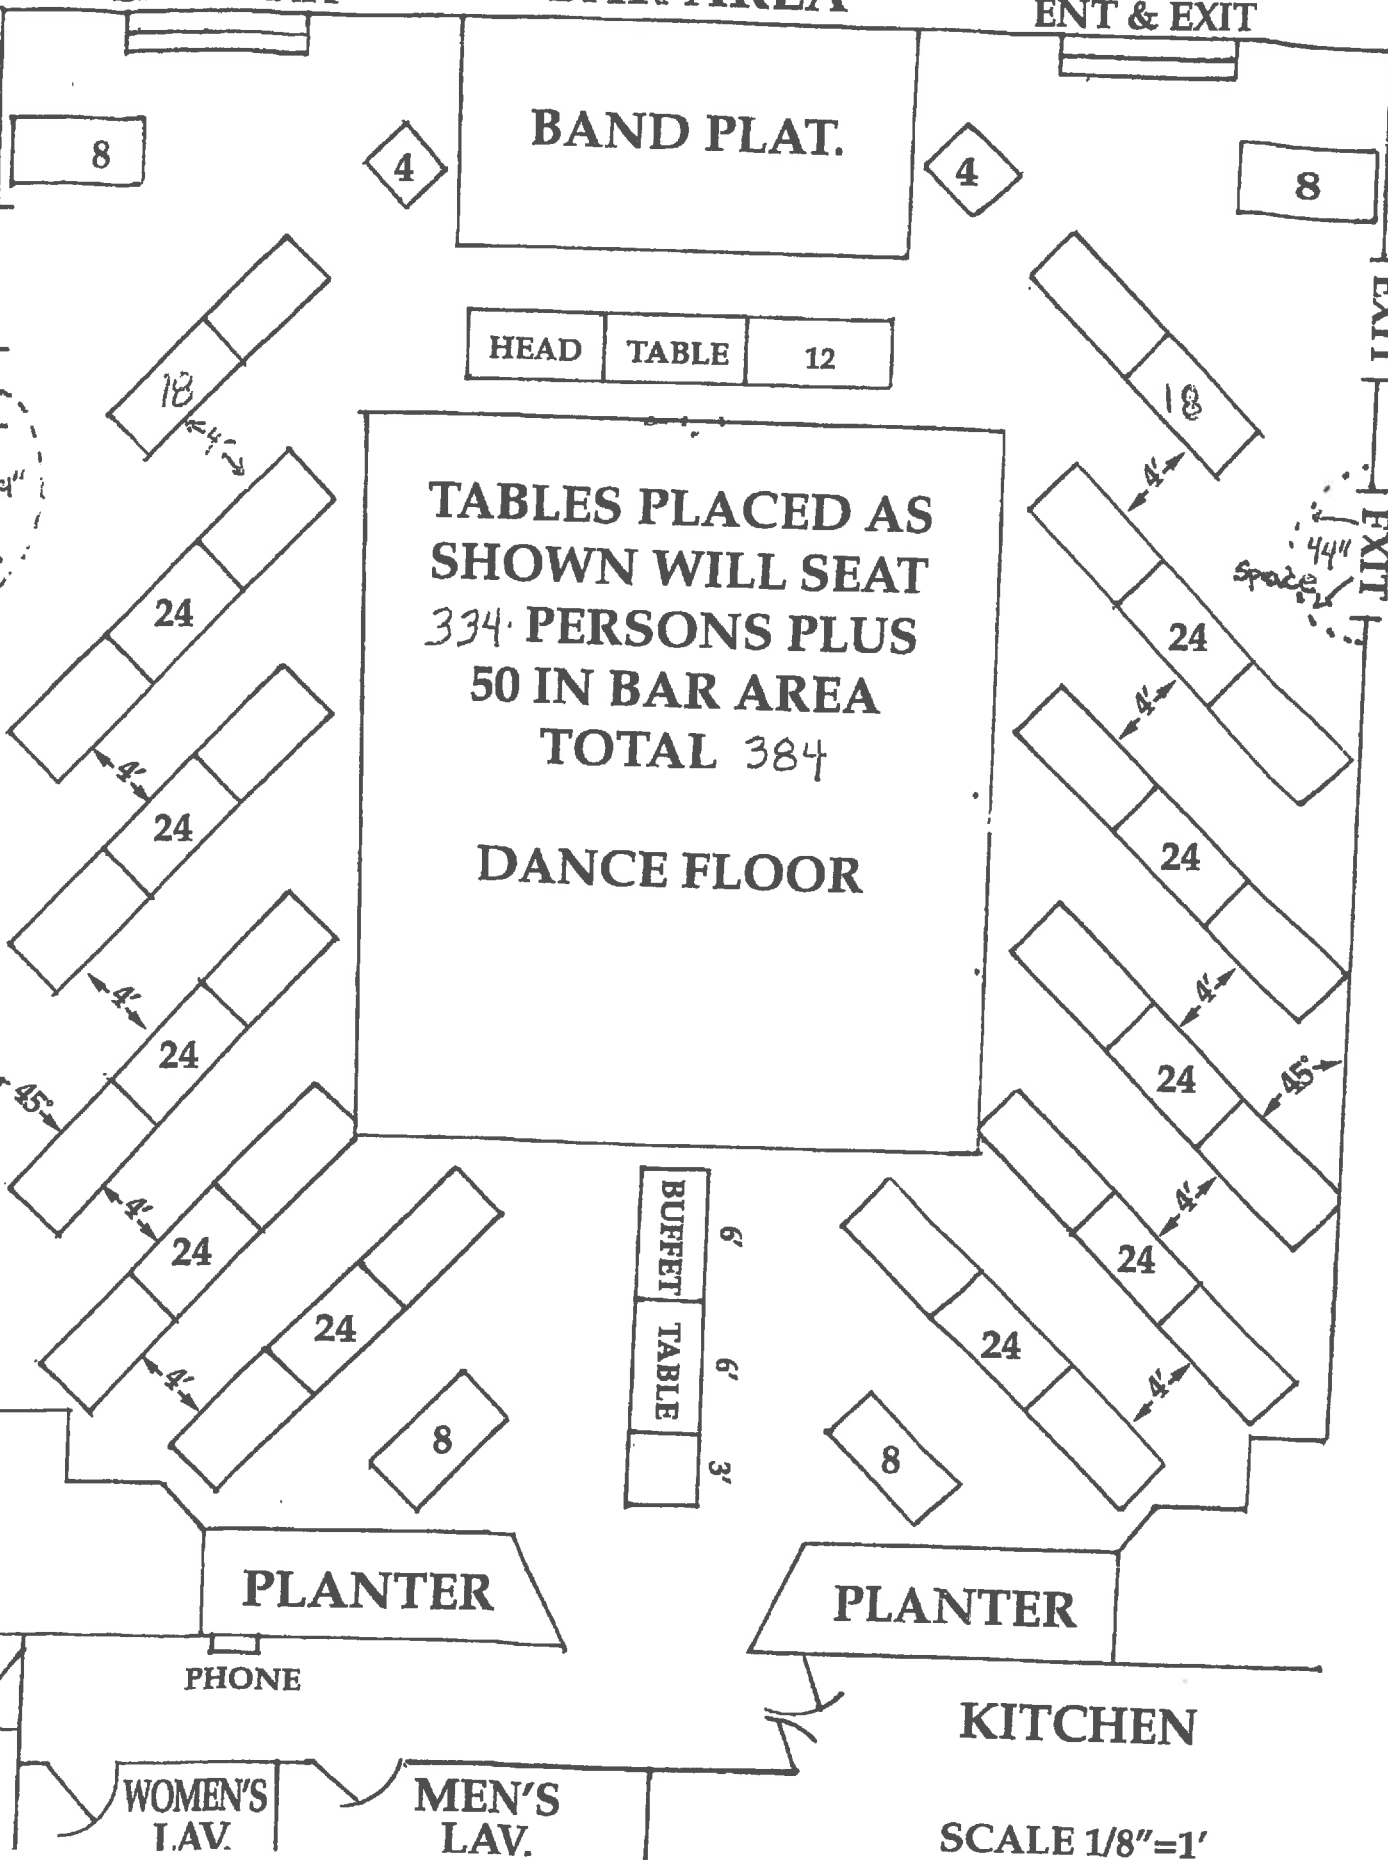 ENT & EXIT
BAND PLAT.
8
4
4
8
HEAD TABLE 12
18
18
4'
4'
EXIT
TABLES PLACED AS
SHOWN WILL SEAT
334 PERSONS PLUS
50 IN BAR AREA
TOTAL 384
DANCE FLOOR
EXIT
44"
Space
24
24
4'
4'
24
24
4'
4'
24
24
45°
45°
4'
4'
24
24
4'
4'
24
24
BUFFET TABLE
6'
6'
3'
8
8
PLANTER
PLANTER
PHONE
KITCHEN
WOMEN'S
LAV.
MEN'S
LAV.
SCALE 1/8"=1'